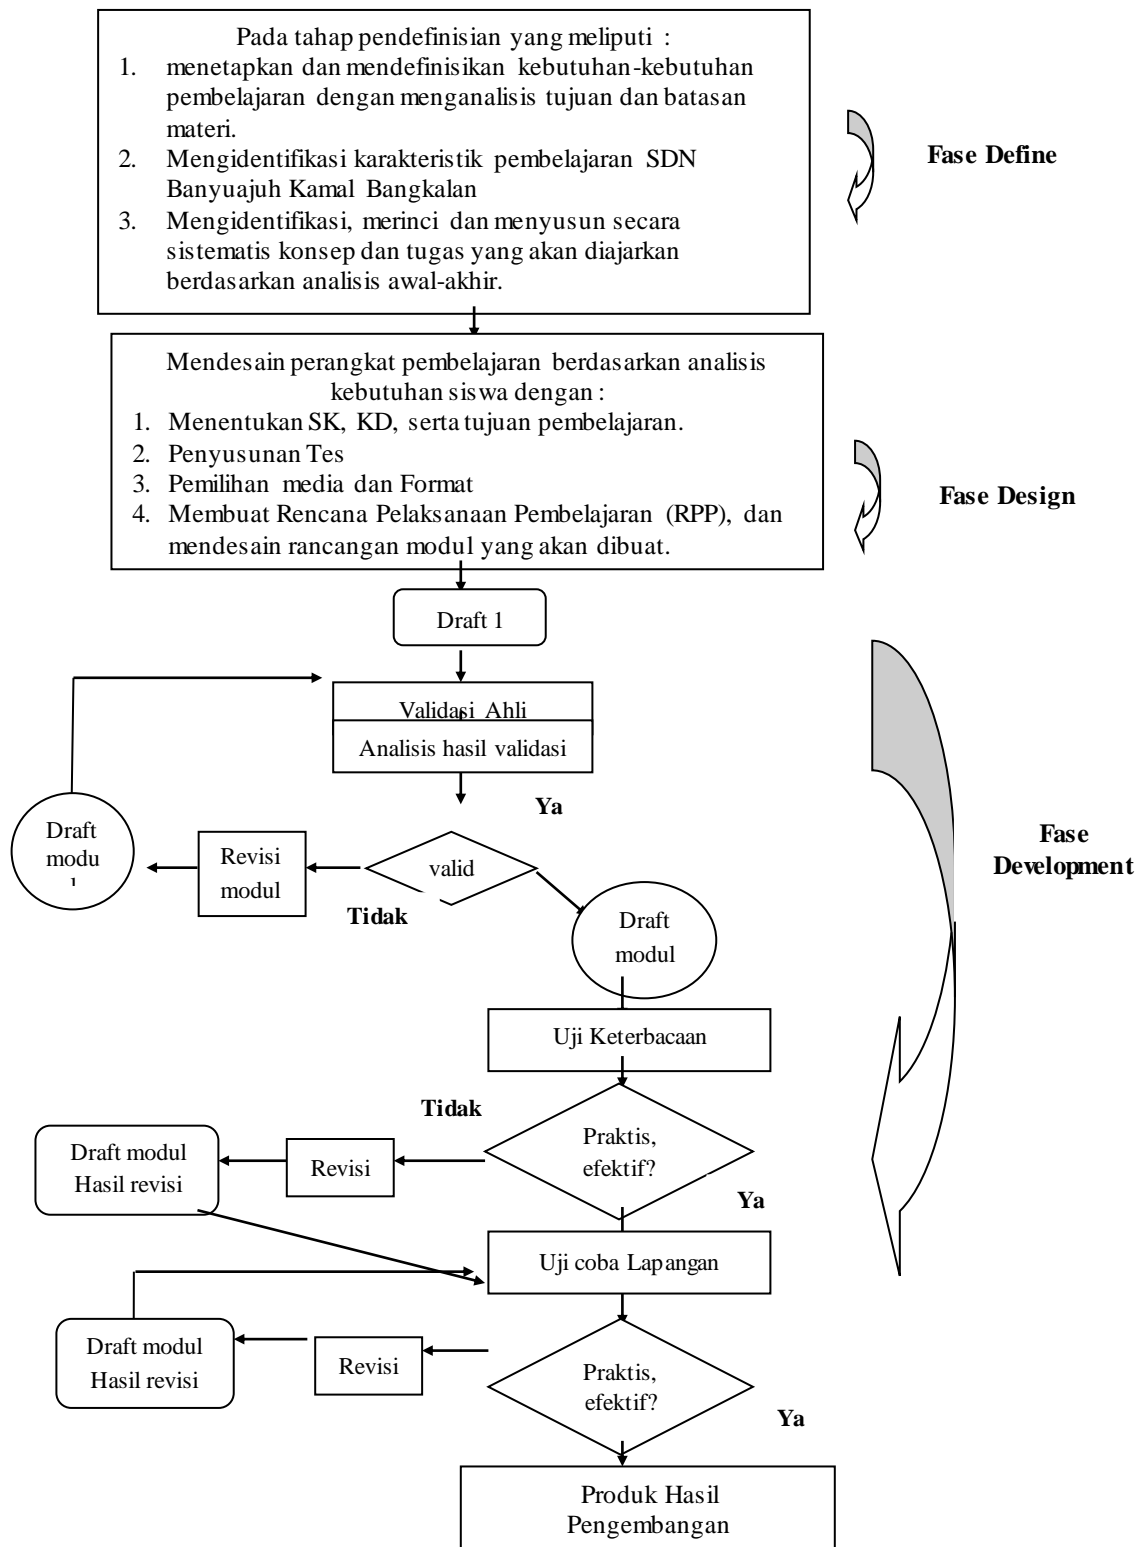 Pada tahap pendefinisian yang meliputi :
1. menetapkan dan mendefinisikan kebutuhan-kebutuhan
pembelajaran dengan menganalisis tujuan dan batasan
materi.
2. Mengidentifikasi karakteristik pembelajaran SDN
Banyuajuh Kamal Bangkalan
3. Mengidentifikasi, merinci dan menyusun secara
sistematis konsep dan tugas yang akan diajarkan
berdasarkan analisis awal-akhir.
Fase Define
Mendesain perangkat pembelajaran berdasarkan analisis
kebutuhan siswa dengan :
1. Menentukan SK, KD, serta tujuan pembelajaran.
2. Penyusunan Tes
3. Pemilihan media dan Format
4. Membuat Rencana Pelaksanaan Pembelajaran (RPP), dan
mendesain rancangan modul yang akan dibuat.
Fase Design
Draft 1
Validasi Ahli
Analisis hasil validasi
Ya
Draft
modu
l
Revisi
modul
valid
Tidak
Draft
modul
Fase
Development
Uji Keterbacaan
Tidak
Praktis,
efektif?
Revisi
Draft modul
Hasil revisi
Ya
Uji coba Lapangan
Draft modul
Hasil revisi
Revisi
Praktis,
efektif?
Ya
Produk Hasil
Pengembangan